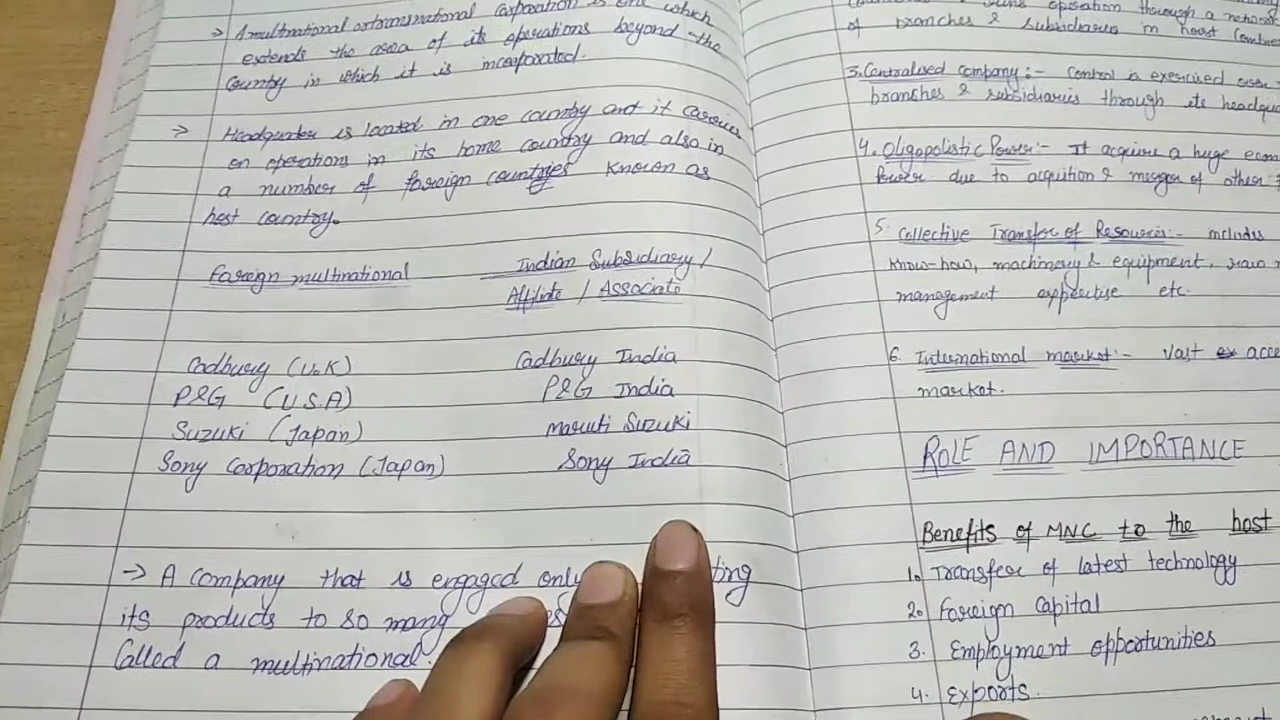 → A multinational or transnational Corporation is one which
extends the area of its operations beyond the
Country in which it is incorporated.
→ Headquarter is located in one country and it carries
on operations in its home country and also in
a number of foreign countries known as
host country.
Foreign multinational Indian Subsidiary /
Affiliate / Associate
Cadbury (U.K) Cadbury India
P&G (U.S.A) P&G India
Suzuki (Japan) Maruti Suzuki
Sony Corporation (Japan) Sony India
→ A Company that is engaged only
its products to so many
Called a multinational.
operation through a
of branches & subsidiaries in host
3. Centralised company:- Control is exercised over
branches & subsidiaries through its
4. Oligopolistic Power:- It acquire a huge
Power due to acquition & merger of other
5. Collective Transfer of Resources:- includes
know-how, machinery & equipment, raw
management expertise etc.
6. International market:- Vast
market.
ROLE AND IMPORTANCE
Benefits of MNC to the host
1. Transfer of latest technology
2. Foreign Capital
3. Employment opportunities
4. Exports.